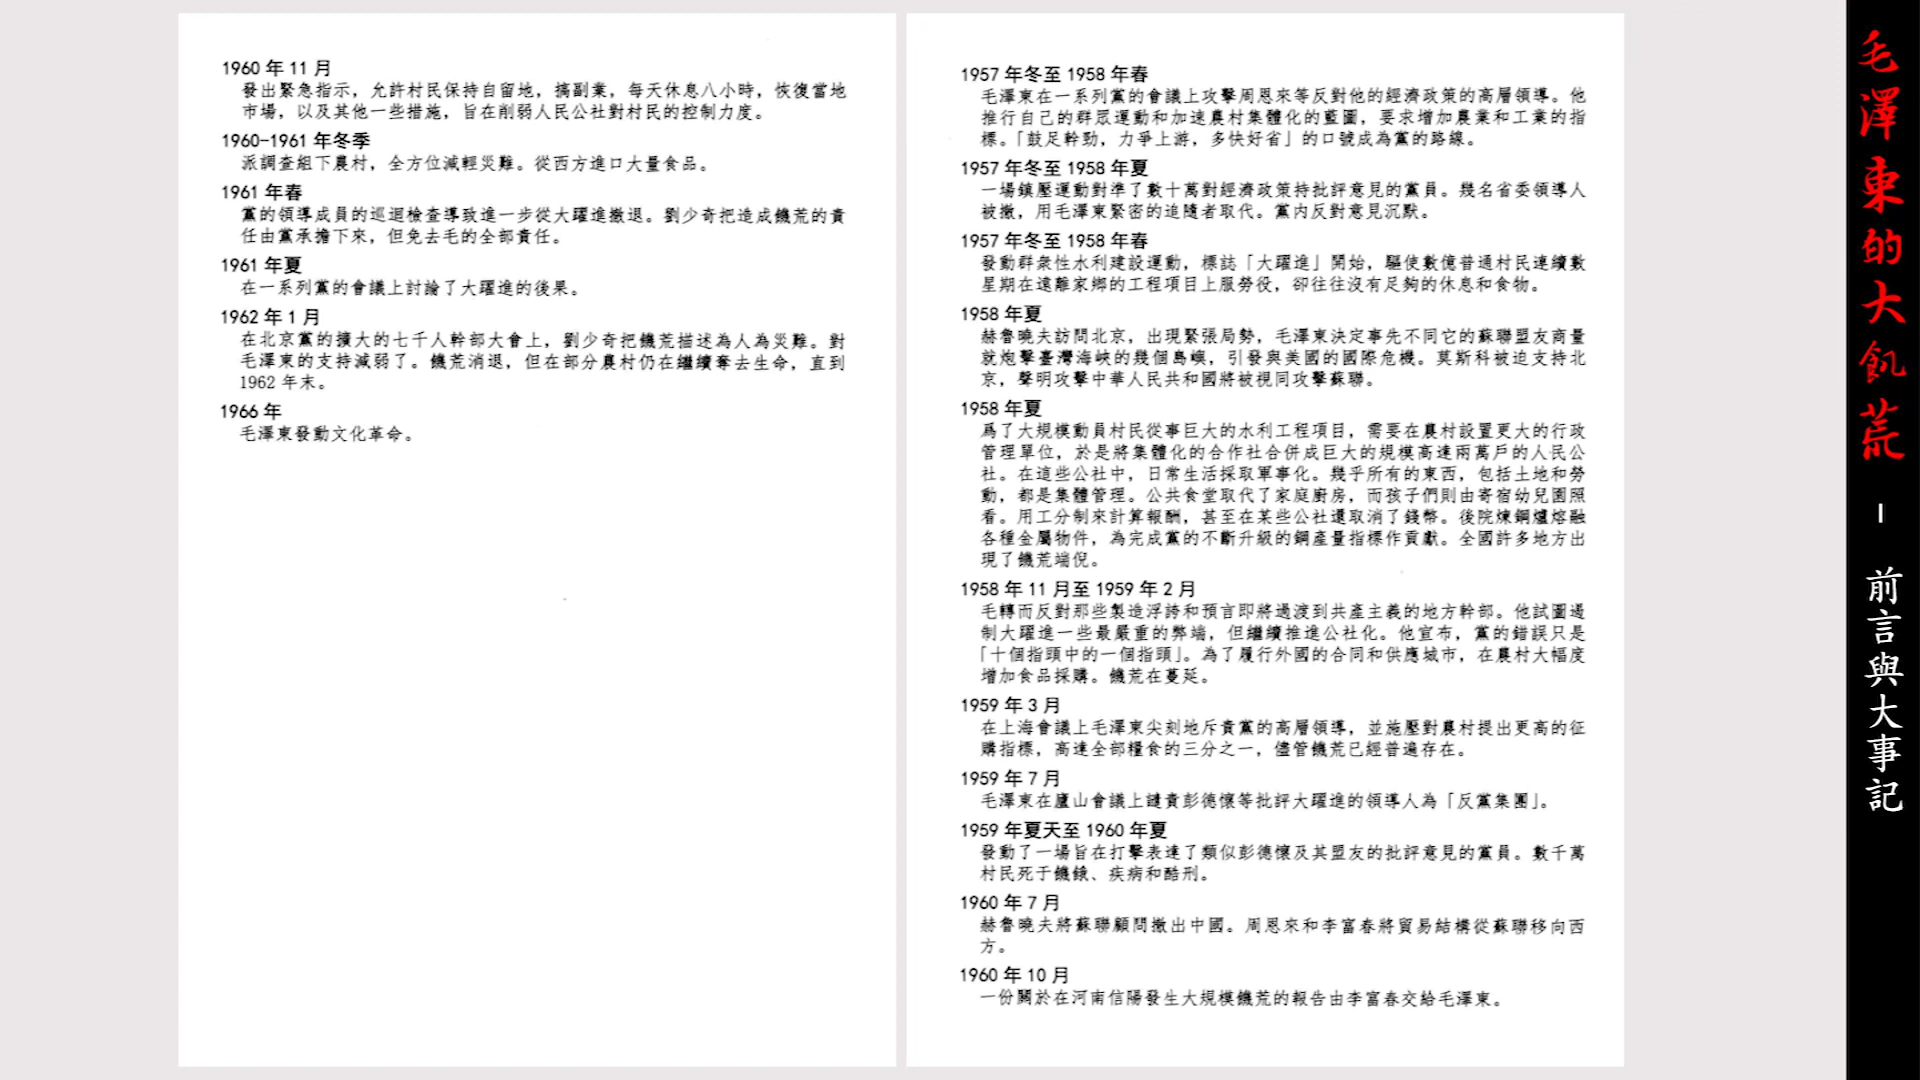 1957 年冬至 1958 年春
毛澤東在一系列黨的會議上攻擊周恩來等反對他的經濟政策的高層領導。他
推行自己的群眾運動和加速農村集體化的藍圖，要求增加農業和工業的指
標。「鼓足幹勁，力爭上游，多快好省」的口號成為黨的路線。
1957 年冬至 1958 年夏
一場鎮壓運動對準了數十萬對經濟政策持批評意見的黨員。幾名省委領導人
被撤，用毛澤東緊密的追隨者取代。黨內反對意見沉默。
1957 年冬至 1958 年春
發動群衆性水利建設運動，標誌「大躍進」開始，驅使數億普通村民連續數
星期在遠離家鄉的工程項目上服勞役，卻往往沒有足夠的休息和食物。
1958 年夏
赫魯曉夫訪問北京，出現緊張局勢，毛澤東決定事先不同它的蘇聯盟友商量
就炮擊臺灣海峽的幾個島嶼，引發與美國的國際危機。莫斯科被迫支持北
京，聲明攻擊中華人民共和國將被視同攻擊蘇聯。
1958 年夏
爲了大規模動員村民從事巨大的水利工程項目，需要在農村設置更大的行政
管理單位，於是將集體化的合作社合併成巨大的規模高達兩萬戶的人民公
社。在這些公社中，日常生活採取軍事化。幾乎所有的東西，包括土地和勞
動，都是集體管理。公共食堂取代了家庭廚房，而孩子們則由寄宿幼兒園照
看。用工分制來計算報酬，甚至在某些公社還取消了錢幣。後院煉鋼爐熔融
各種金屬物件，為完成黨的不斷升級的鋼產量指標作貢獻。全國許多地方出
現了饑荒端倪。
1958 年 11 月至 1959 年 2 月
毛轉而反對那些製造浮誇和預言即將過渡到共產主義的地方幹部。他試圖遏
制大躍進一些最嚴重的弊端，但繼續推進公社化。他宣布，黨的錯誤只是
「十個指頭中的一個指頭」。為了履行外國的合同和供應城市，在農村大幅度
增加食品採購。饑荒在蔓延。
1959 年 3 月
在上海會議上毛澤東尖刻地斥責黨的高層領導，並施壓對農村提出更高的征
購指標，高達全部糧食的三分之一，儘管饑荒已經普遍存在。
1959 年 7 月
毛澤東在廬山會議上譴責彭德懷等批評大躍進的領導人為「反黨集團」。
1959 年夏天至 1960 年夏
發動了一場旨在打擊表達了類似彭德懷及其盟友的批評意見的黨員。數千萬
村民死于饑餓、疾病和酷刑。
1960 年 7 月
赫魯曉夫將蘇聯顧問撤出中國。周恩來和李富春將貿易結構從蘇聯移向西
方。
1960 年 10 月
一份關於在河南信陽發生大規模饑荒的報告由李富春交給毛澤東。
1960 年 11 月
發出緊急指示，允許村民保持自留地，搞副業，每天休息八小時，恢復當地
市場，以及其他一些措施，旨在削弱人民公社對村民的控制力度。
1960-1961 年冬季
派調查組下農村，全方位減輕災難。從西方進口大量食品。
1961 年春
黨的領導成員的巡迴檢查導致進一步從大躍進撤退。劉少奇把造成饑荒的責
任由黨承擔下來，但免去毛的全部責任。
1961 年夏
在一系列黨的會議上討論了大躍進的後果。
1962 年 1 月
在北京黨的擴大的七千人幹部大會上，劉少奇把饑荒描述為人為災難。對
毛澤東的支持減弱了。饑荒消退，但在部分農村仍在繼續奪去生命，直到
1962 年末。
1966 年
毛澤東發動文化革命。
毛澤東的大飢荒 － 前言與大事記